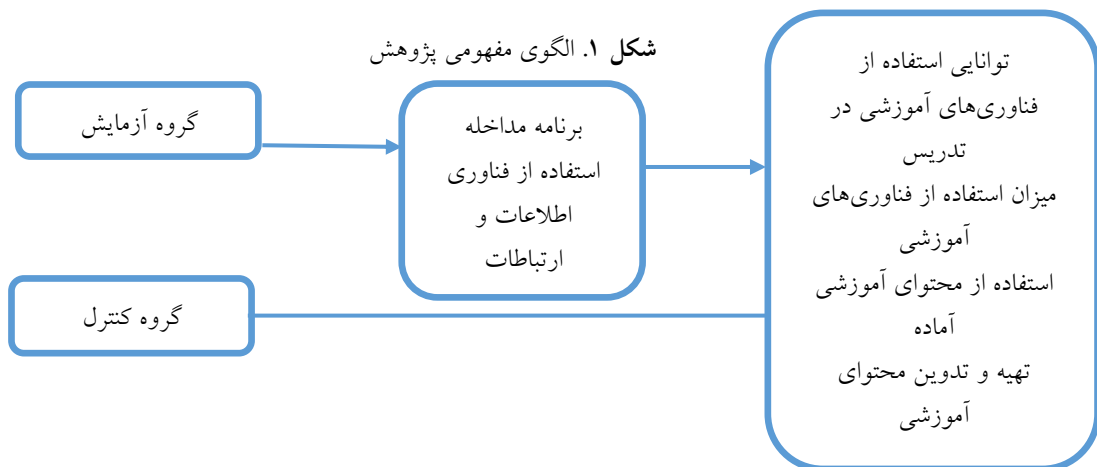 شکل ۱. الگوی مفهومی پژوهش
گروه آزمایش
برنامه مداخله
استفاده از فناوری
اطلاعات و
ارتباطات
توانایی استفاده از
فناوری‌های آموزشی در
تدریس
میزان استفاده از فناوری‌های
آموزشی
استفاده از محتوای آموزشی
آماده
تهیه و تدوین محتوای
آموزشی
گروه کنترل